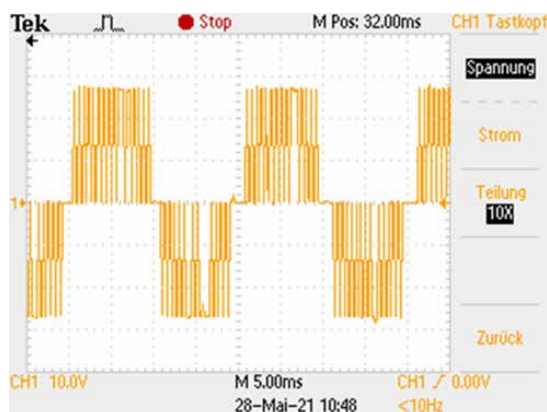 Tek Stop M Pos: 32.00ms CH1 Tastkopf
Spannung
Strom
Teilung
10X
1
Zurück
CH1 10.0V M 5.00ms CH1 0.00V
28-Mai-21 10:48 <10Hz